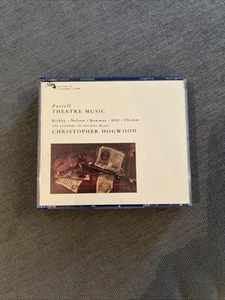 Purcell
THEATRE MUSIC
Kirkby • Nelson • Bowman • Hill • Thomas
THE ACADEMY OF ANCIENT MUSIC
CHRISTOPHER HOGWOOD